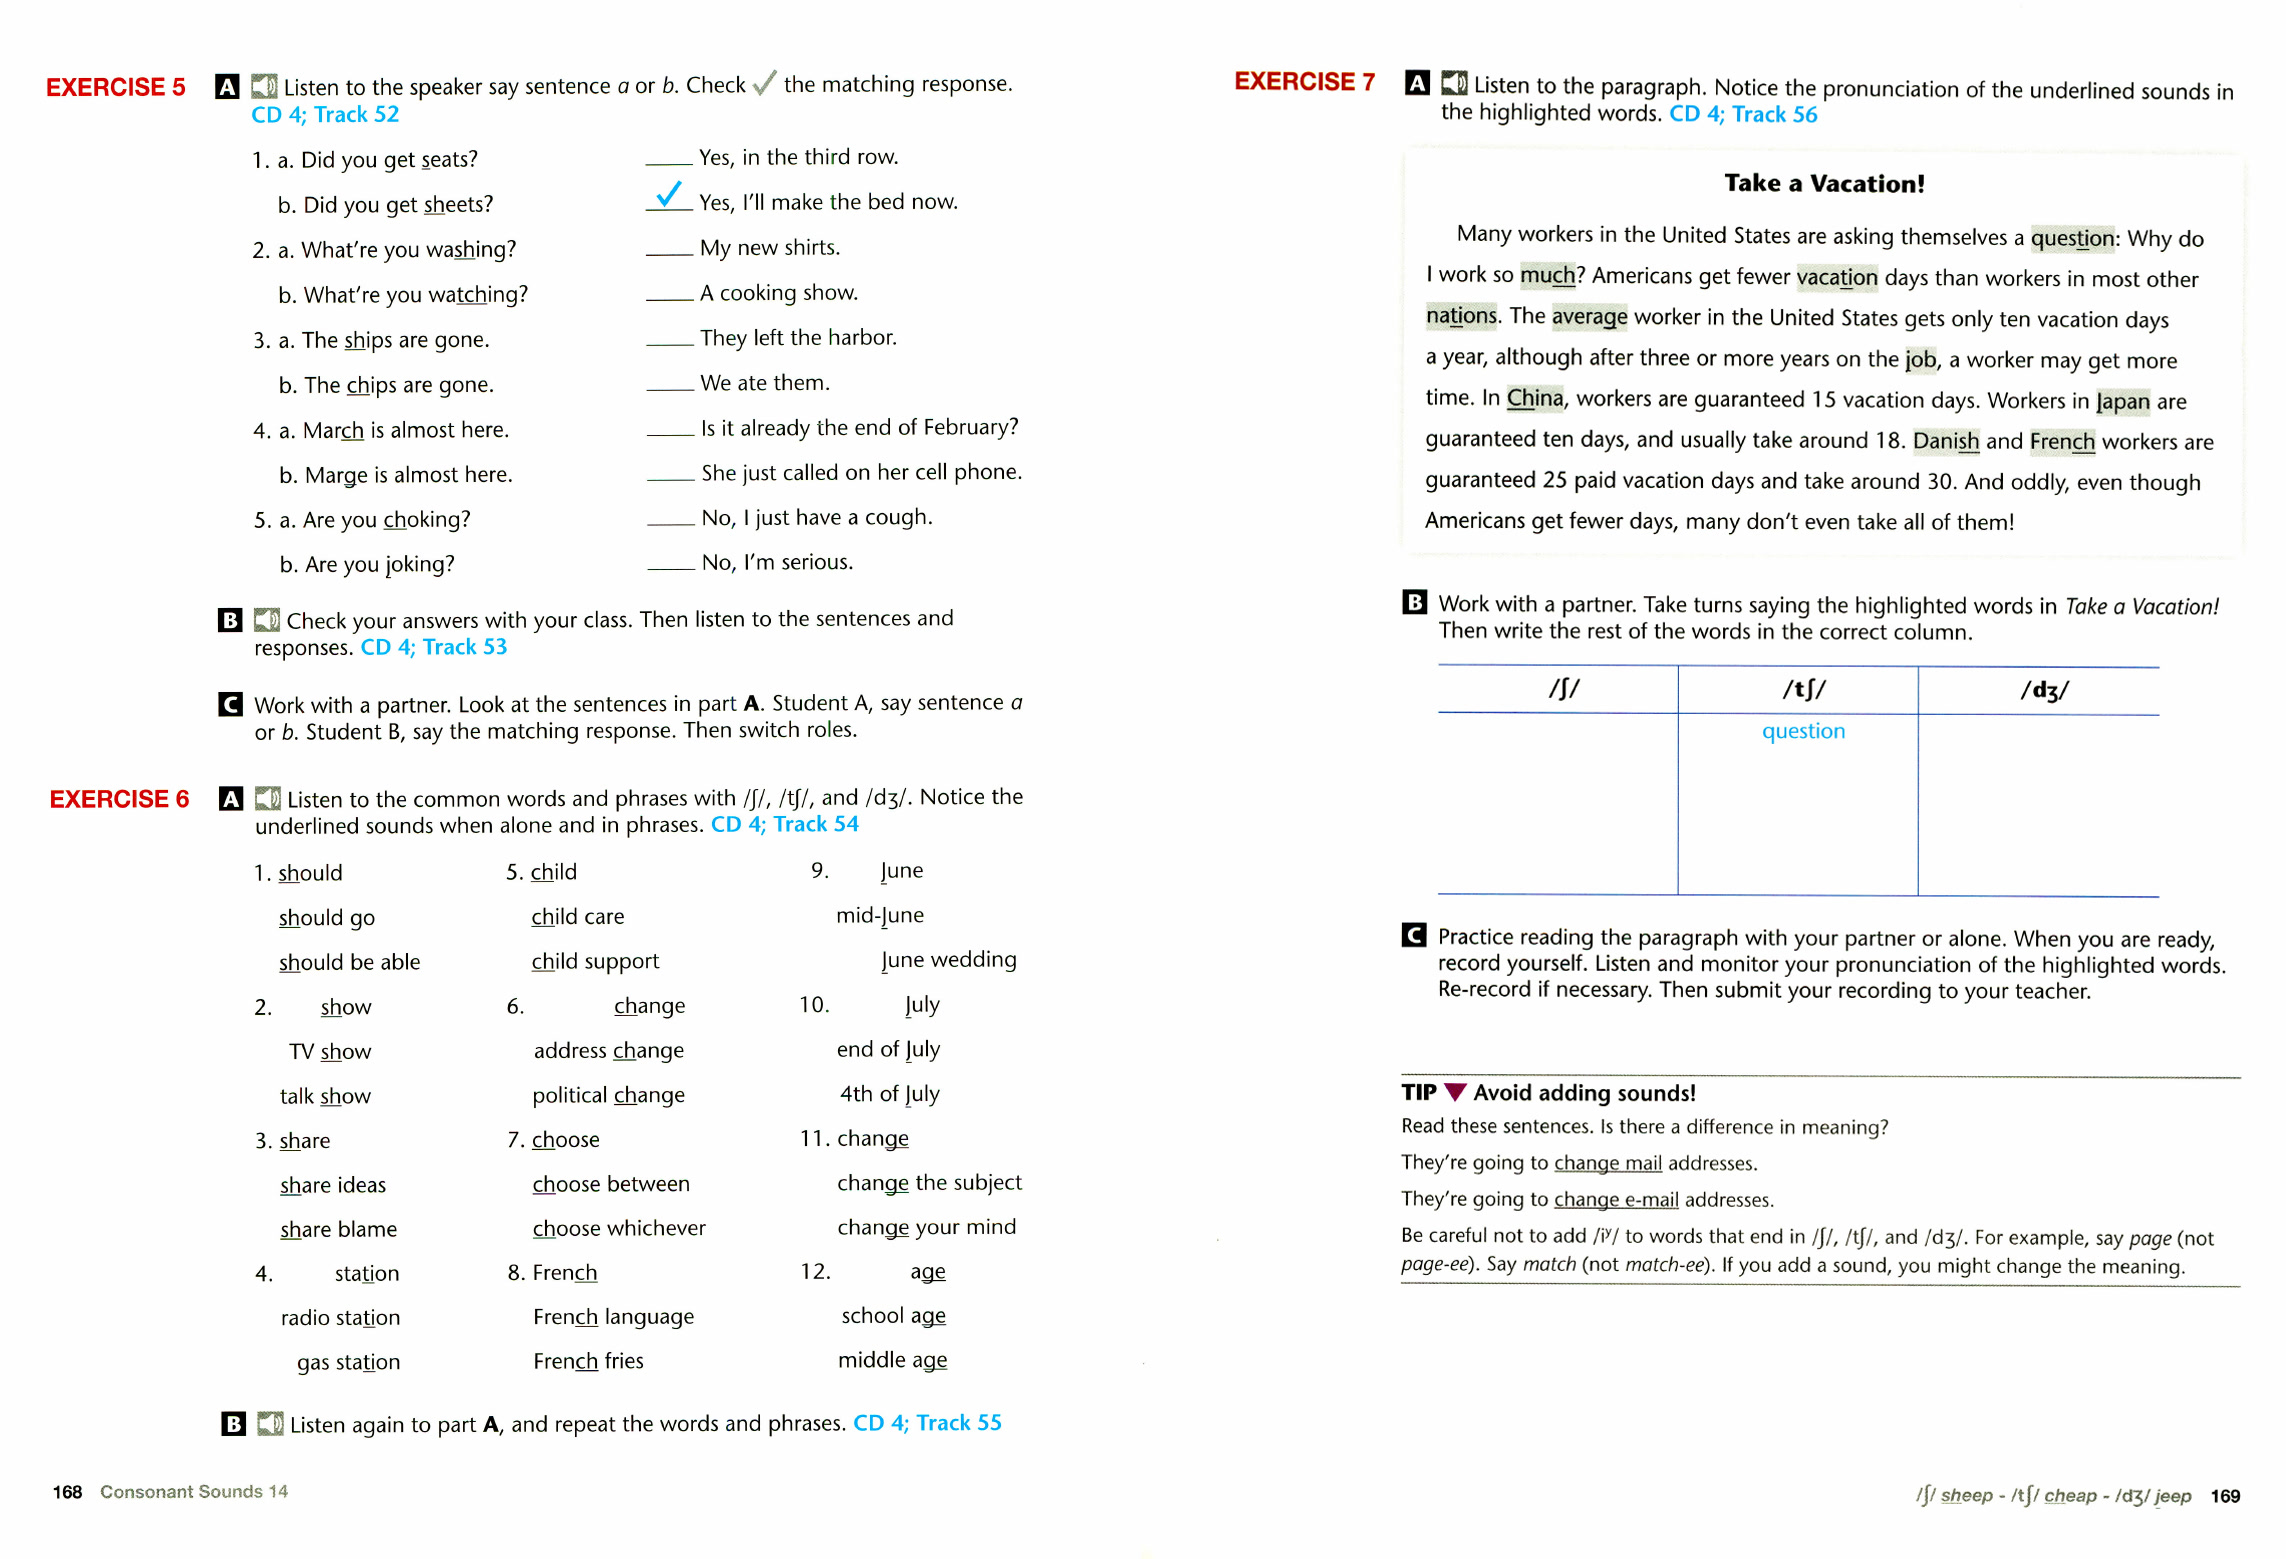 EXERCISE 5
A Listen to the speaker say sentence a or b. Check ✓ the matching response.
CD 4; Track 52
1. a. Did you get seats? ____ Yes, in the third row.
b. Did you get sheets? ✓ Yes, I'll make the bed now.
2. a. What're you washing? ____ My new shirts.
b. What're you watching? ____ A cooking show.
3. a. The ships are gone. ____ They left the harbor.
b. The chips are gone. ____ We ate them.
4. a. March is almost here. ____ Is it already the end of February?
b. Marge is almost here. ____ She just called on her cell phone.
5. a. Are you choking? ____ No, I just have a cough.
b. Are you joking? ____ No, I'm serious.
B Check your answers with your class. Then listen to the sentences and
responses. CD 4; Track 53
C Work with a partner. Look at the sentences in part A. Student A, say sentence a
or b. Student B, say the matching response. Then switch roles.
EXERCISE 6
A Listen to the common words and phrases with /ʃ/, /tʃ/, and /dʒ/. Notice the
underlined sounds when alone and in phrases. CD 4; Track 54
1. should
should go
should be able
2. show
TV show
talk show
3. share
share ideas
share blame
4. station
radio station
gas station
5. child
child care
child support
6. change
address change
political change
7. choose
choose between
choose whichever
8. French
French language
French fries
9. June
mid-June
June wedding
10. July
end of July
4th of July
11. change
change the subject
change your mind
12. age
school age
middle age
B Listen again to part A, and repeat the words and phrases. CD 4; Track 55
168 Consonant Sounds 14
EXERCISE 7
A Listen to the paragraph. Notice the pronunciation of the underlined sounds in
the highlighted words. CD 4; Track 56
Take a Vacation!
Many workers in the United States are asking themselves a question: Why do
I work so much? Americans get fewer vacation days than workers in most other
nations. The average worker in the United States gets only ten vacation days
a year, although after three or more years on the job, a worker may get more
time. In China, workers are guaranteed 15 vacation days. Workers in Japan are
guaranteed ten days, and usually take around 18. Danish and French workers are
guaranteed 25 paid vacation days and take around 30. And oddly, even though
Americans get fewer days, many don't even take all of them!
B Work with a partner. Take turns saying the highlighted words in Take a Vacation!
Then write the rest of the words in the correct column.
/ʃ/ /tʃ/ /dʒ/
question
C Practice reading the paragraph with your partner or alone. When you are ready,
record yourself. Listen and monitor your pronunciation of the highlighted words.
Re-record if necessary. Then submit your recording to your teacher.
TIP ▼ Avoid adding sounds!
Read these sentences. Is there a difference in meaning?
They're going to change mail addresses.
They're going to change e-mail addresses.
Be careful not to add /iʸ/ to words that end in /ʃ/, /tʃ/, and /dʒ/. For example, say page (not
page-ee). Say match (not match-ee). If you add a sound, you might change the meaning.
/ʃ/ sheep - /tʃ/ cheap - /dʒ/ jeep 169